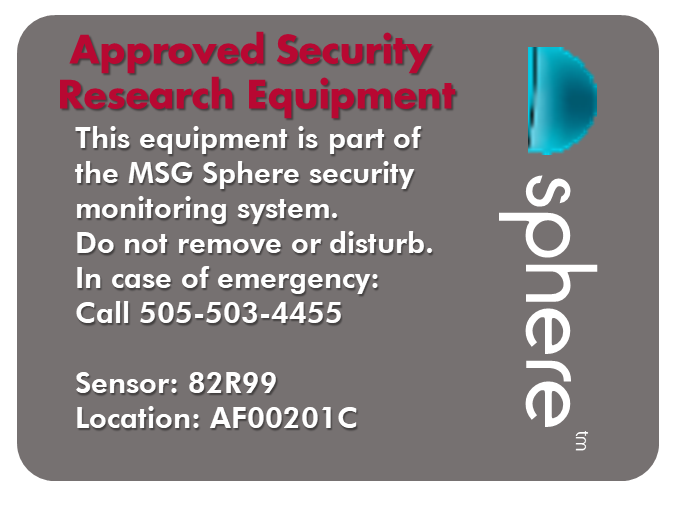 Approved Security
Research Equipment
This equipment is part of
the MSG Sphere security
monitoring system.
Do not remove or disturb.
In case of emergency:
Call 505-503-4455
Sensor: 82R99
Location: AF00201C
sphere
tm